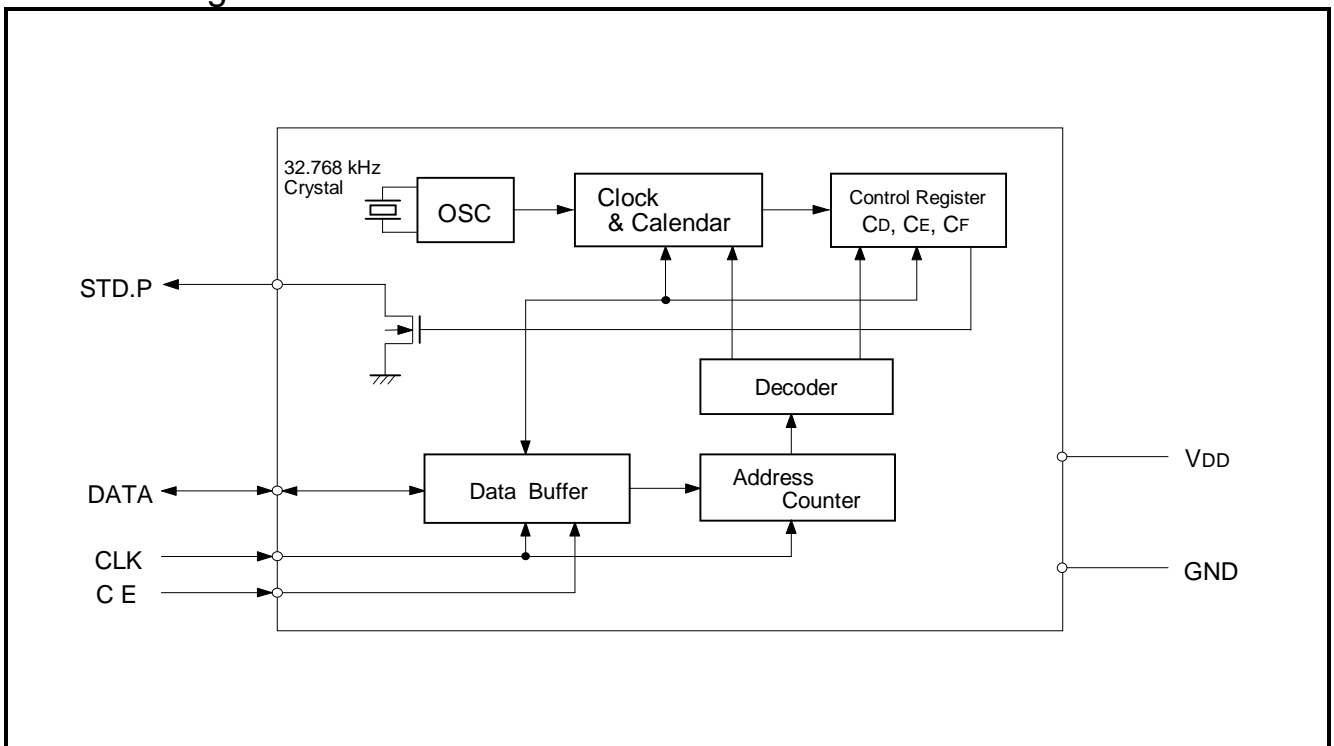 32.768 kHz
Crystal
OSC
Clock
& Calendar
Control Register
CD, CE, CF
STD.P
Decoder
Data Buffer
Address
Counter
DATA
CLK
C E
VDD
GND